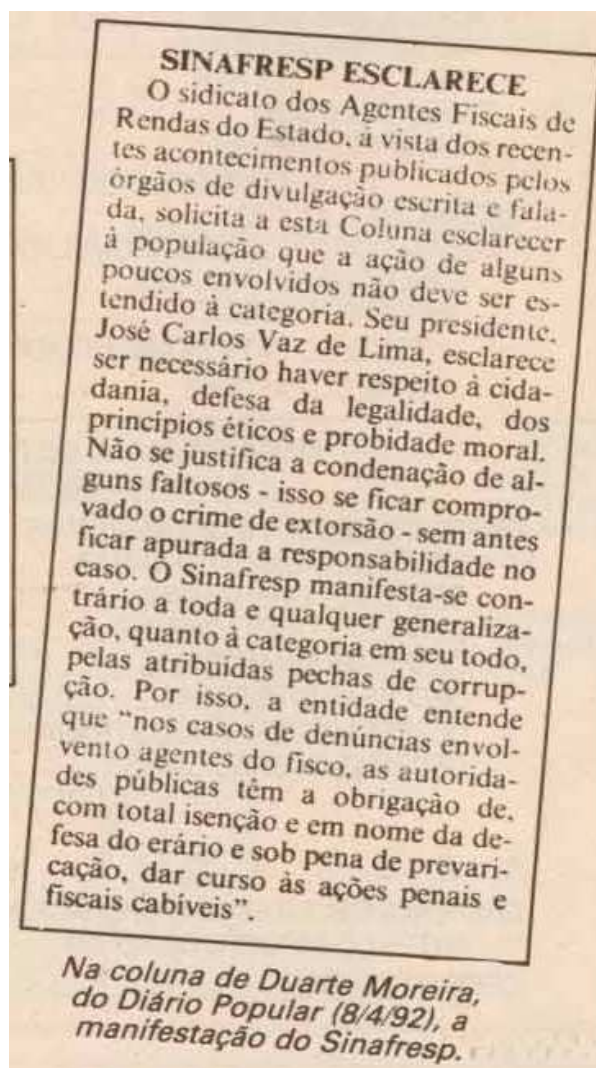 SINAFRESP ESCLARECE
O sidicato dos Agentes Fiscais de
Rendas do Estado, à vista dos recen-
tes acontecimentos publicados pelos
órgãos de divulgação escrita e fala-
da, solicita a esta Coluna esclarecer
à população que a ação de alguns
poucos envolvidos não deve ser es-
tendido à categoria. Seu presidente,
José Carlos Vaz de Lima, esclarece
ser necessário haver respeito à cida-
dania, defesa da legalidade, dos
princípios éticos e probidade moral.
Não se justifica a condenação de al-
guns faltosos - isso se ficar compro-
vado o crime de extorsão - sem antes
ficar apurada a responsabilidade no
caso. O Sinafresp manifesta-se con-
trário a toda e qualquer generaliza-
ção, quanto à categoria em seu todo,
pelas atribuidas pechas de corrup-
ção. Por isso, a entidade entende
que "nos casos de denúncias envol-
vento agentes do fisco, as autorida-
des públicas têm a obrigação de,
com total isenção e em nome da de-
fesa do erário e sob pena de prevari-
cação, dar curso às ações penais e
fiscais cabíveis".
Na coluna de Duarte Moreira,
do Diário Popular (8/4/92), a
manifestação do Sinafresp.